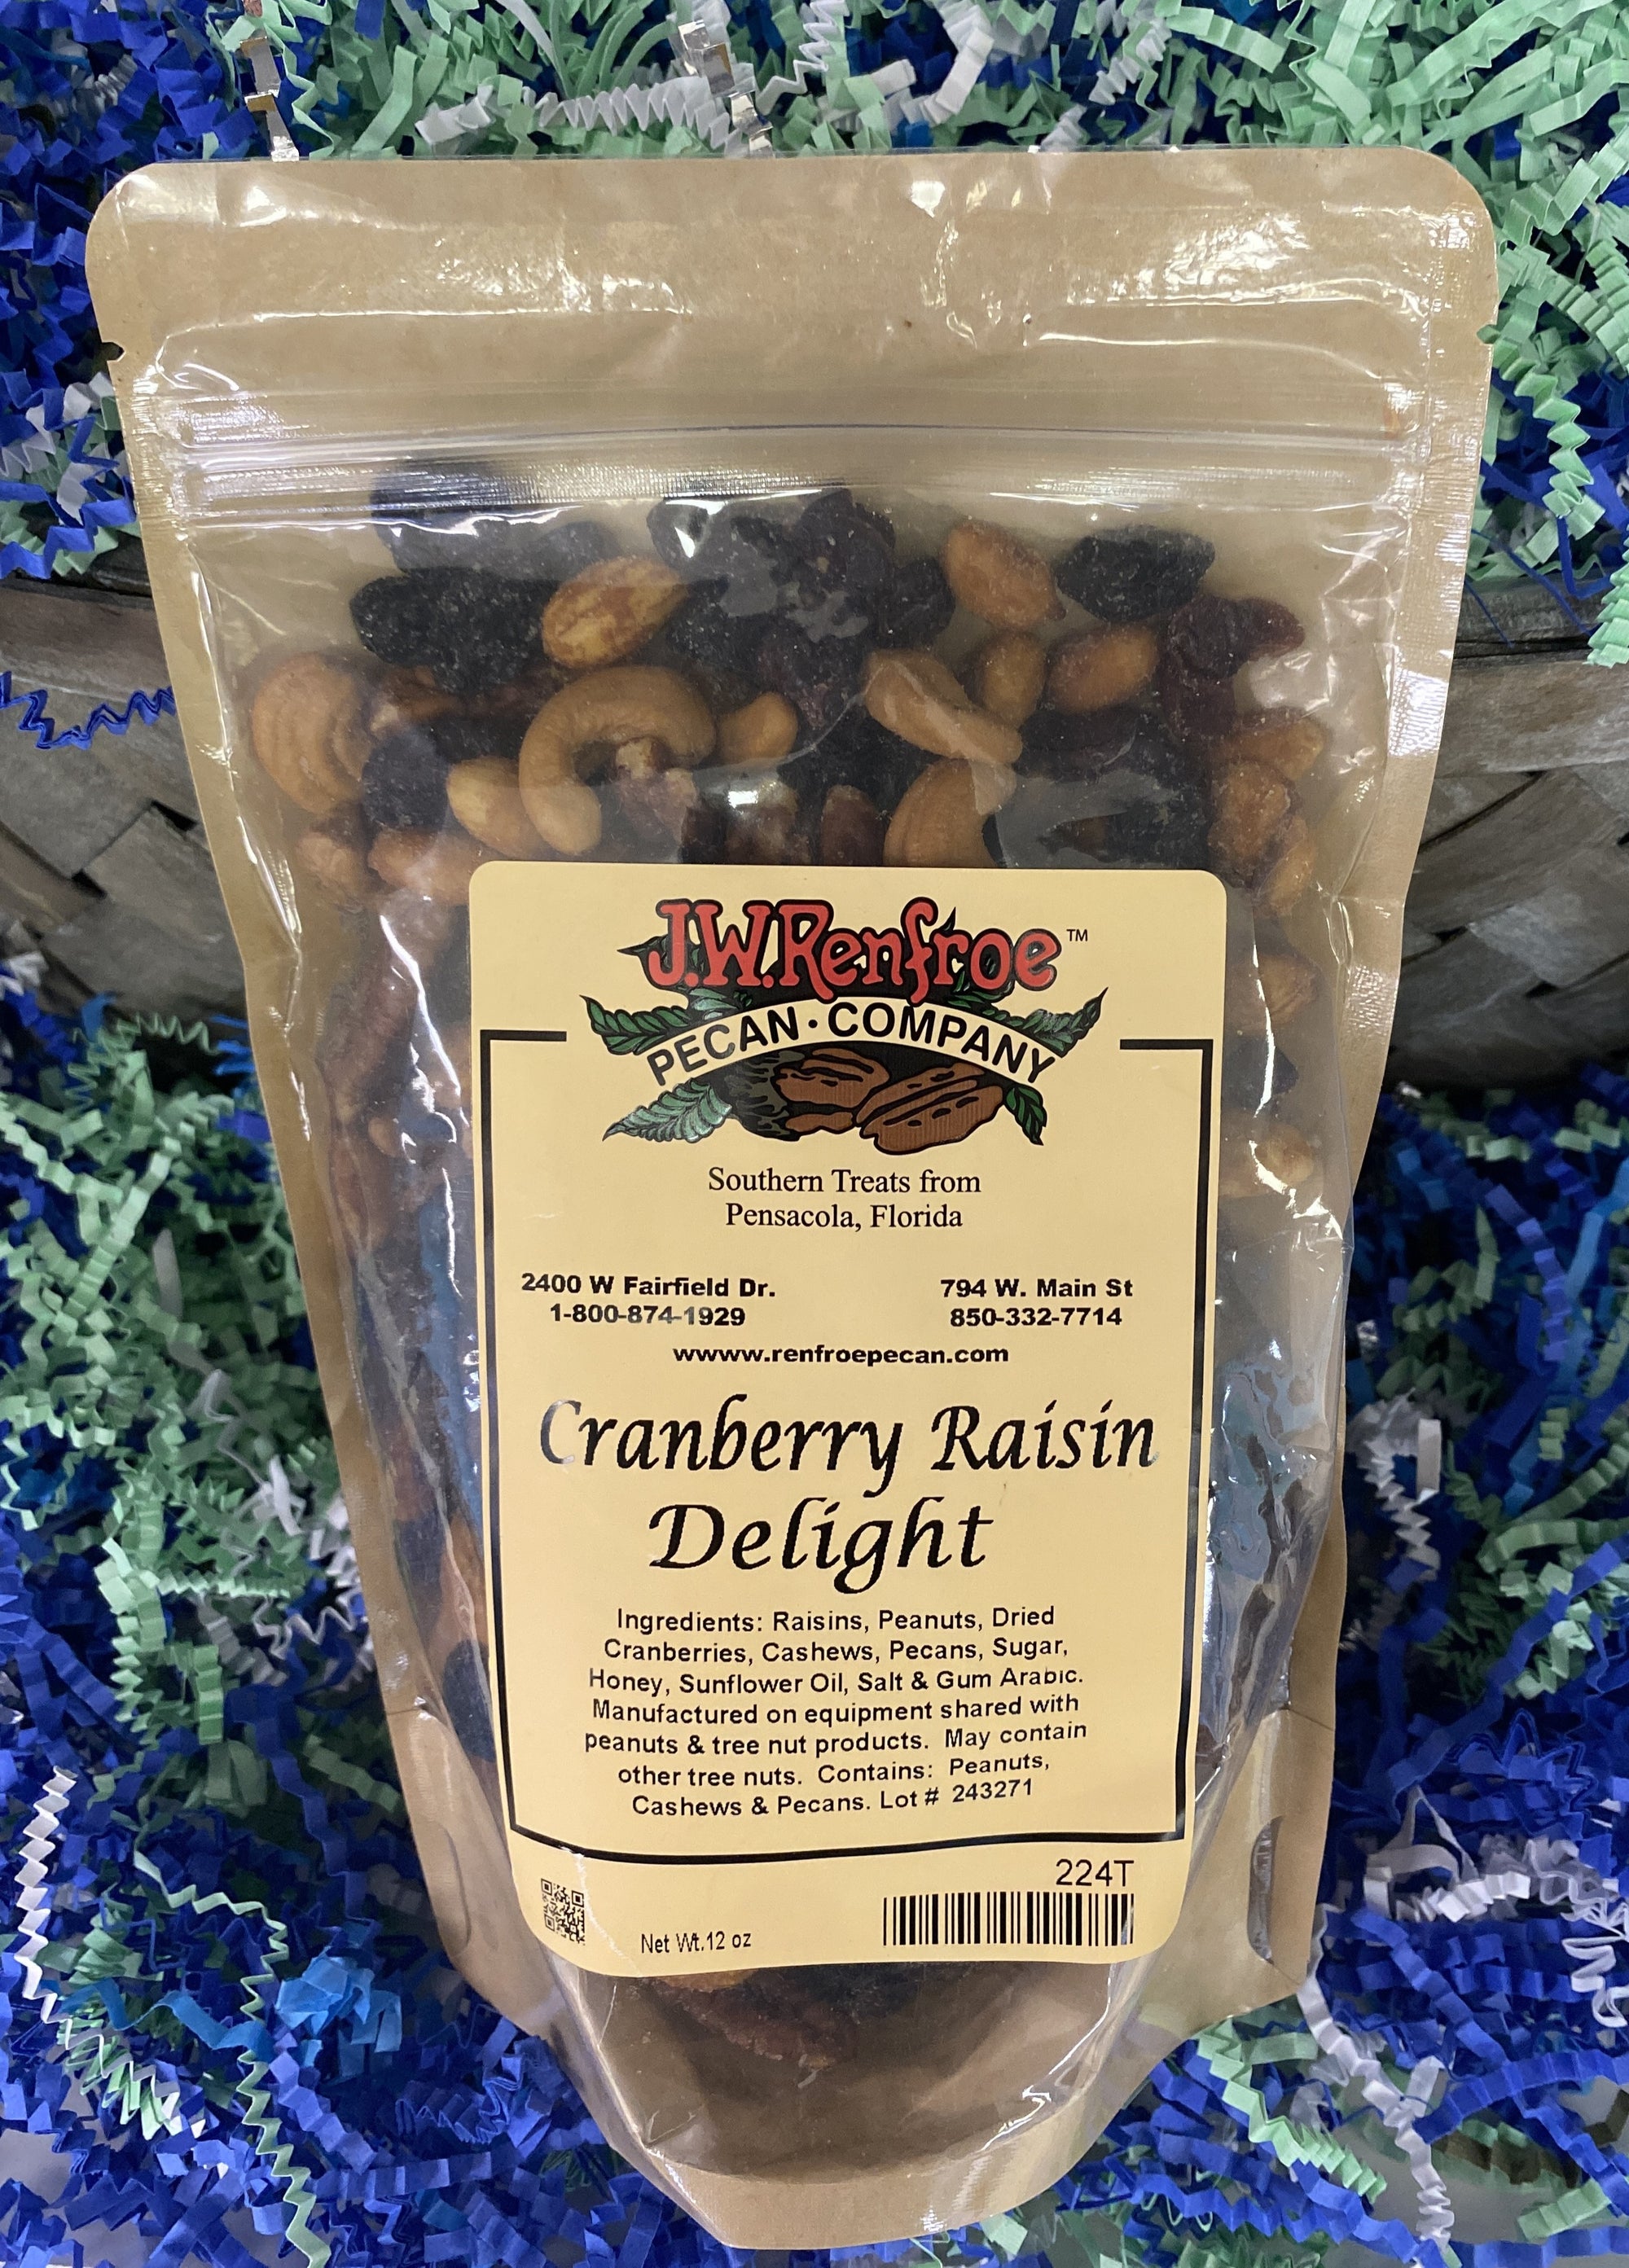 J.W.Renfroe™
PECAN · COMPANY
Southern Treats from
Pensacola, Florida
2400 W Fairfield Dr.
1-800-874-1929
794 W. Main St
850-332-7714
wwww.renfroepecan.com
Cranberry Raisin
Delight
Ingredients: Raisins, Peanuts, Dried
Cranberries, Cashews, Pecans, Sugar,
Honey, Sunflower Oil, Salt & Gum Arabic.
Manufactured on equipment shared with
peanuts & tree nut products. May contain
other tree nuts. Contains: Peanuts,
Cashews & Pecans. Lot # 243271
224T
Net Wt.12 oz